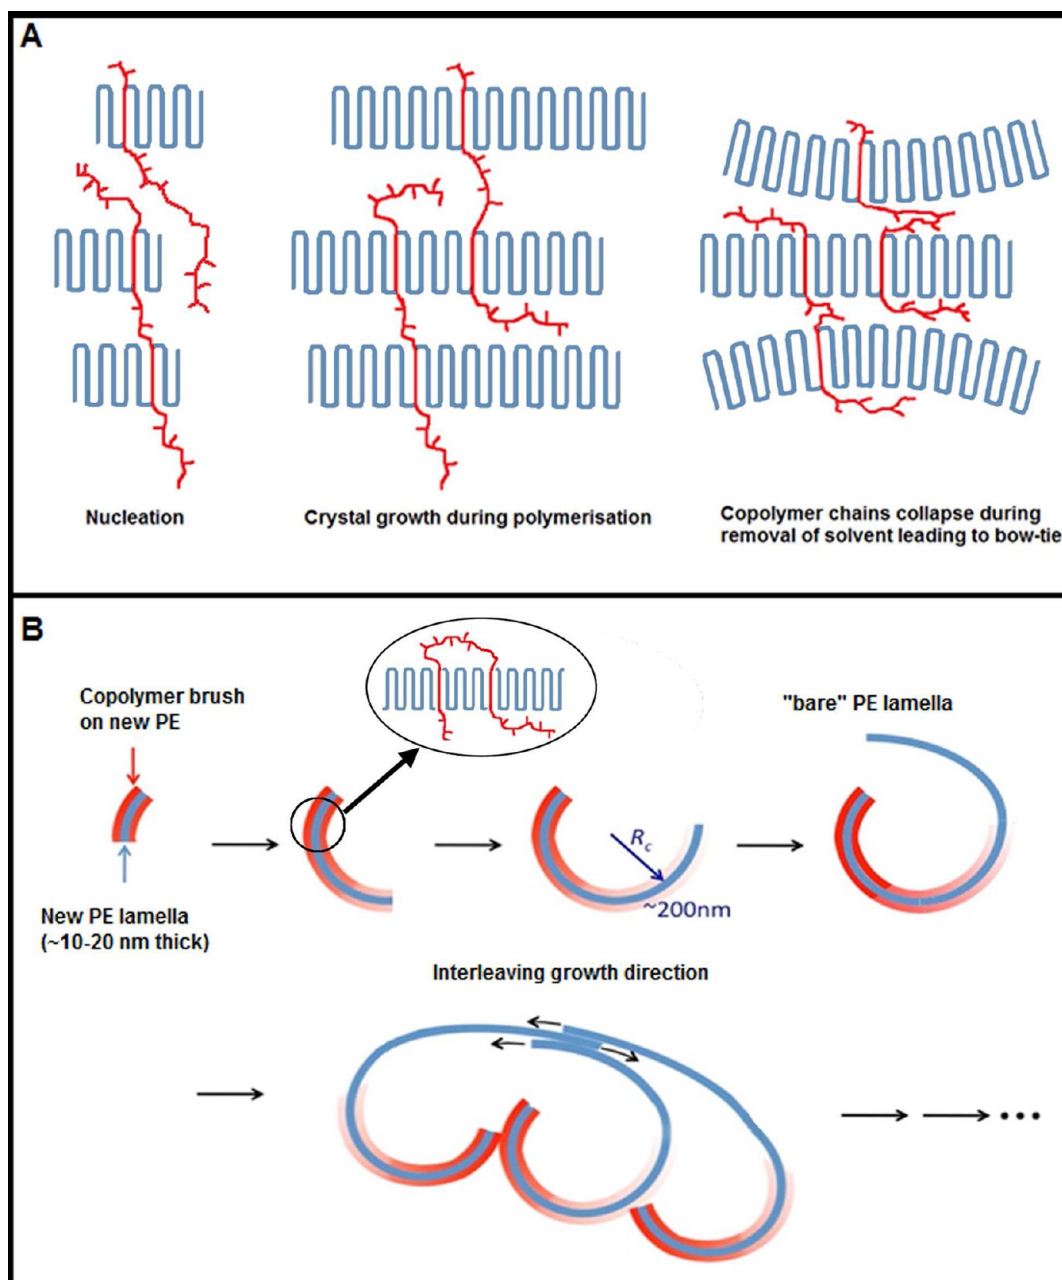 A
Nucleation
Crystal growth during polymerisation
Copolymer chains collapse during
removal of solvent leading to bow-tie
B
Copolymer brush
on new PE
"bare" PE lamella
New PE lamella
(~10-20 nm thick)
Rc
~200nm
Interleaving growth direction